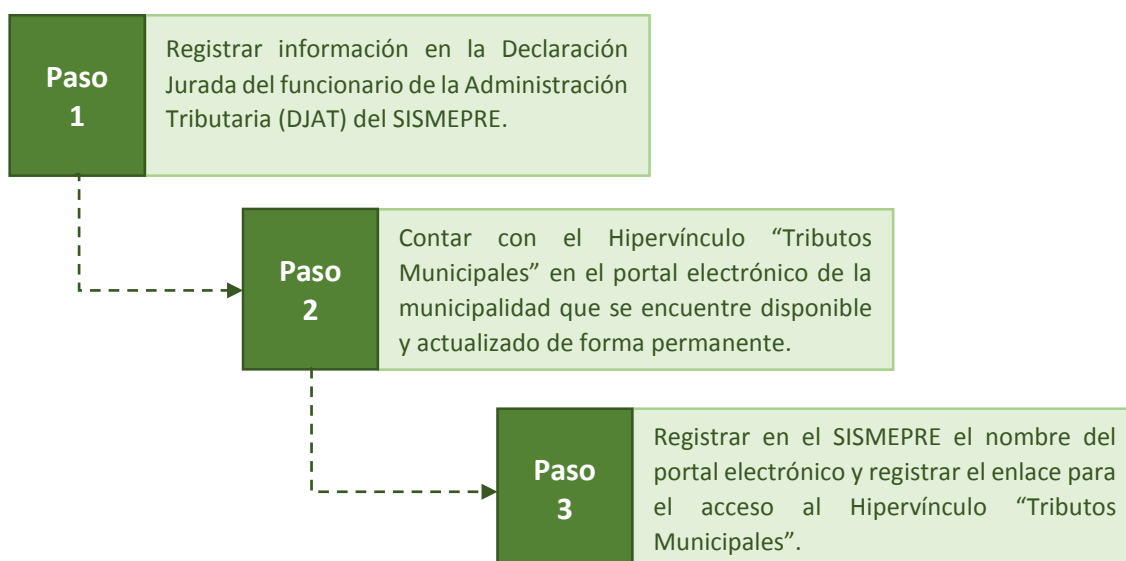 Paso
1
Registrar información en la Declaración
Jurada del funcionario de la Administración
Tributaria (DJAT) del SISMEPRE.
Paso
2
Contar con el Hipervínculo “Tributos
Municipales” en el portal electrónico de la
municipalidad que se encuentre disponible
y actualizado de forma permanente.
Paso
3
Registrar en el SISMEPRE el nombre del
portal electrónico y registrar el enlace para
el acceso al Hipervínculo “Tributos
Municipales”.